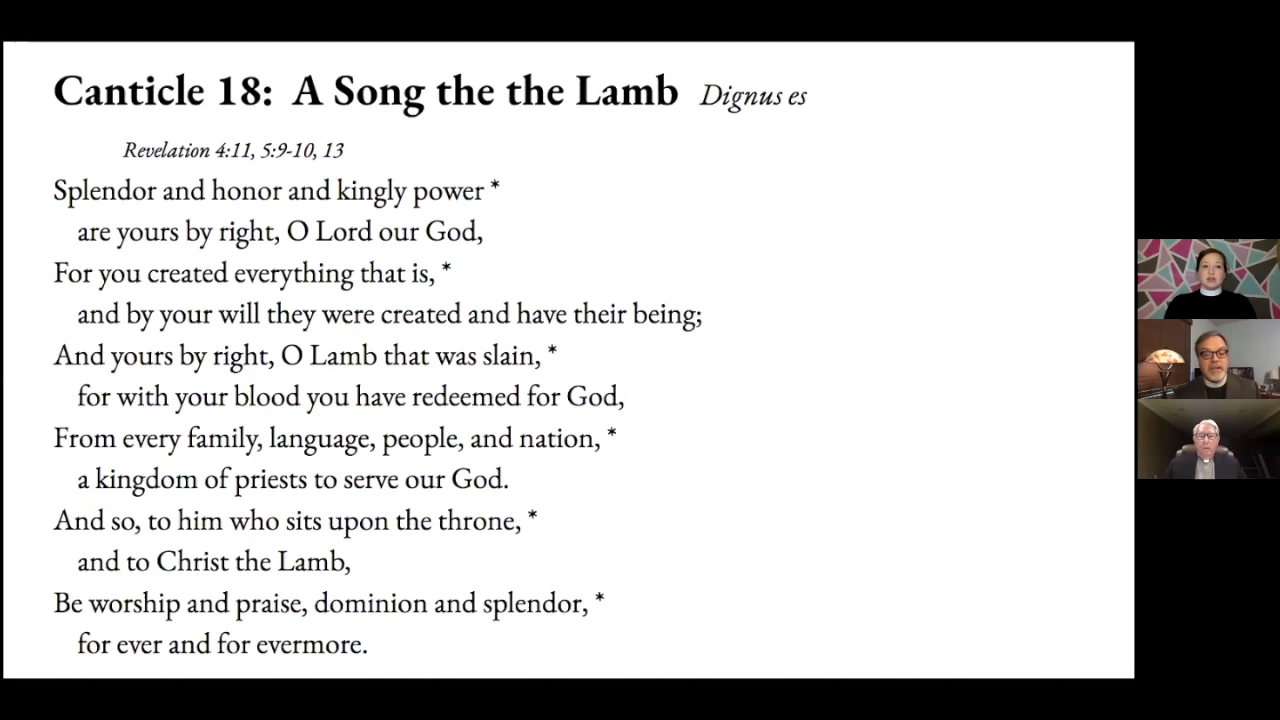 Canticle 18: A Song the the Lamb Dignus es
Revelation 4:11, 5:9-10, 13
Splendor and honor and kingly power *
are yours by right, O Lord our God,
For you created everything that is, *
and by your will they were created and have their being;
And yours by right, O Lamb that was slain, *
for with your blood you have redeemed for God,
From every family, language, people, and nation, *
a kingdom of priests to serve our God.
And so, to him who sits upon the throne, *
and to Christ the Lamb,
Be worship and praise, dominion and splendor, *
for ever and for evermore.